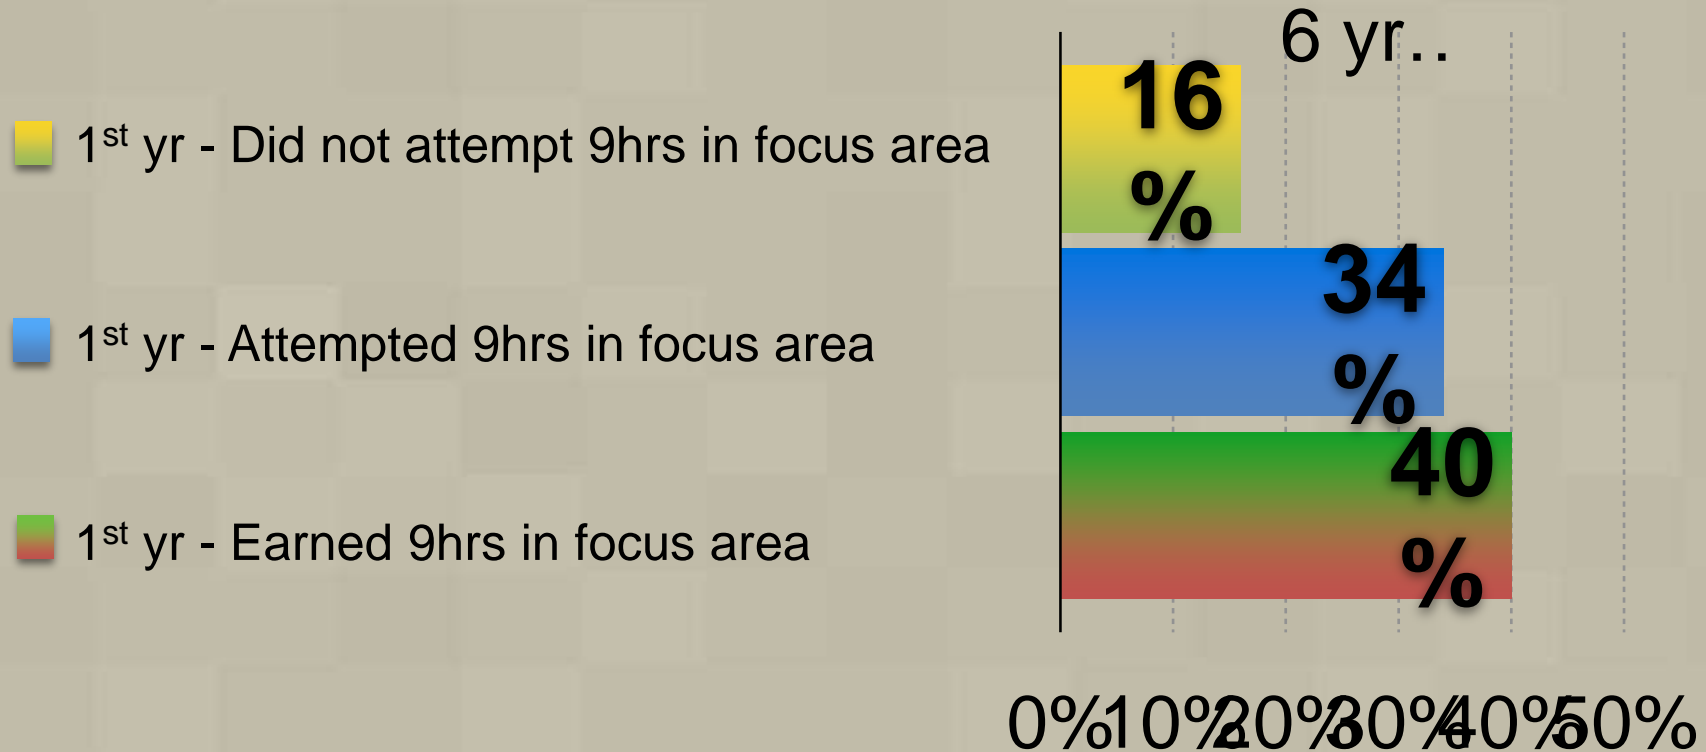 6 yr..
1st yr - Did not attempt 9hrs in focus area
16
%
1st yr - Attempted 9hrs in focus area
34
%
1st yr - Earned 9hrs in focus area
40
%
0% 10% 20% 30% 40% 50%